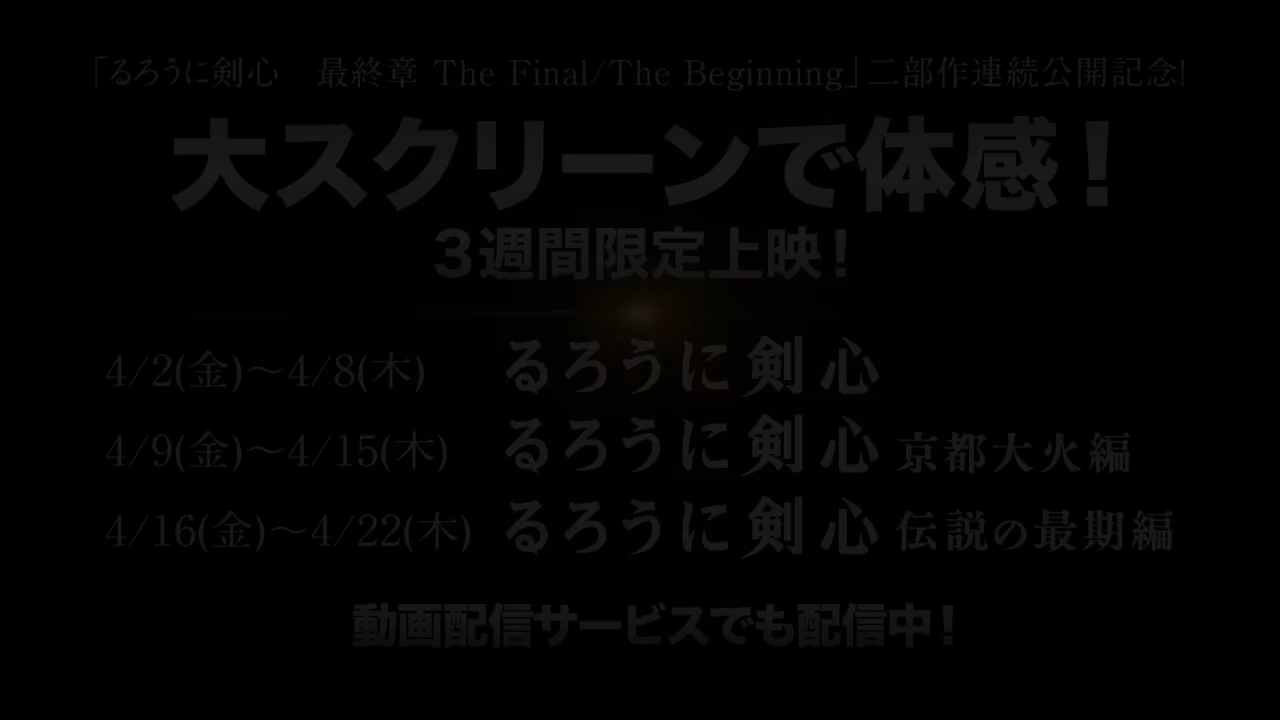 「るろうに剣心　最終章 The Final/The Beginning」二部作連続公開記念!
大スクリーンで体感！
３週間限定上映！
4/2(金)～4/8(木)　るろうに剣心
4/9(金)～4/15(木)　るろうに剣心 京都大火編
4/16(金)～4/22(木)　るろうに剣心 伝説の最期編
動画配信サービスでも配信中！